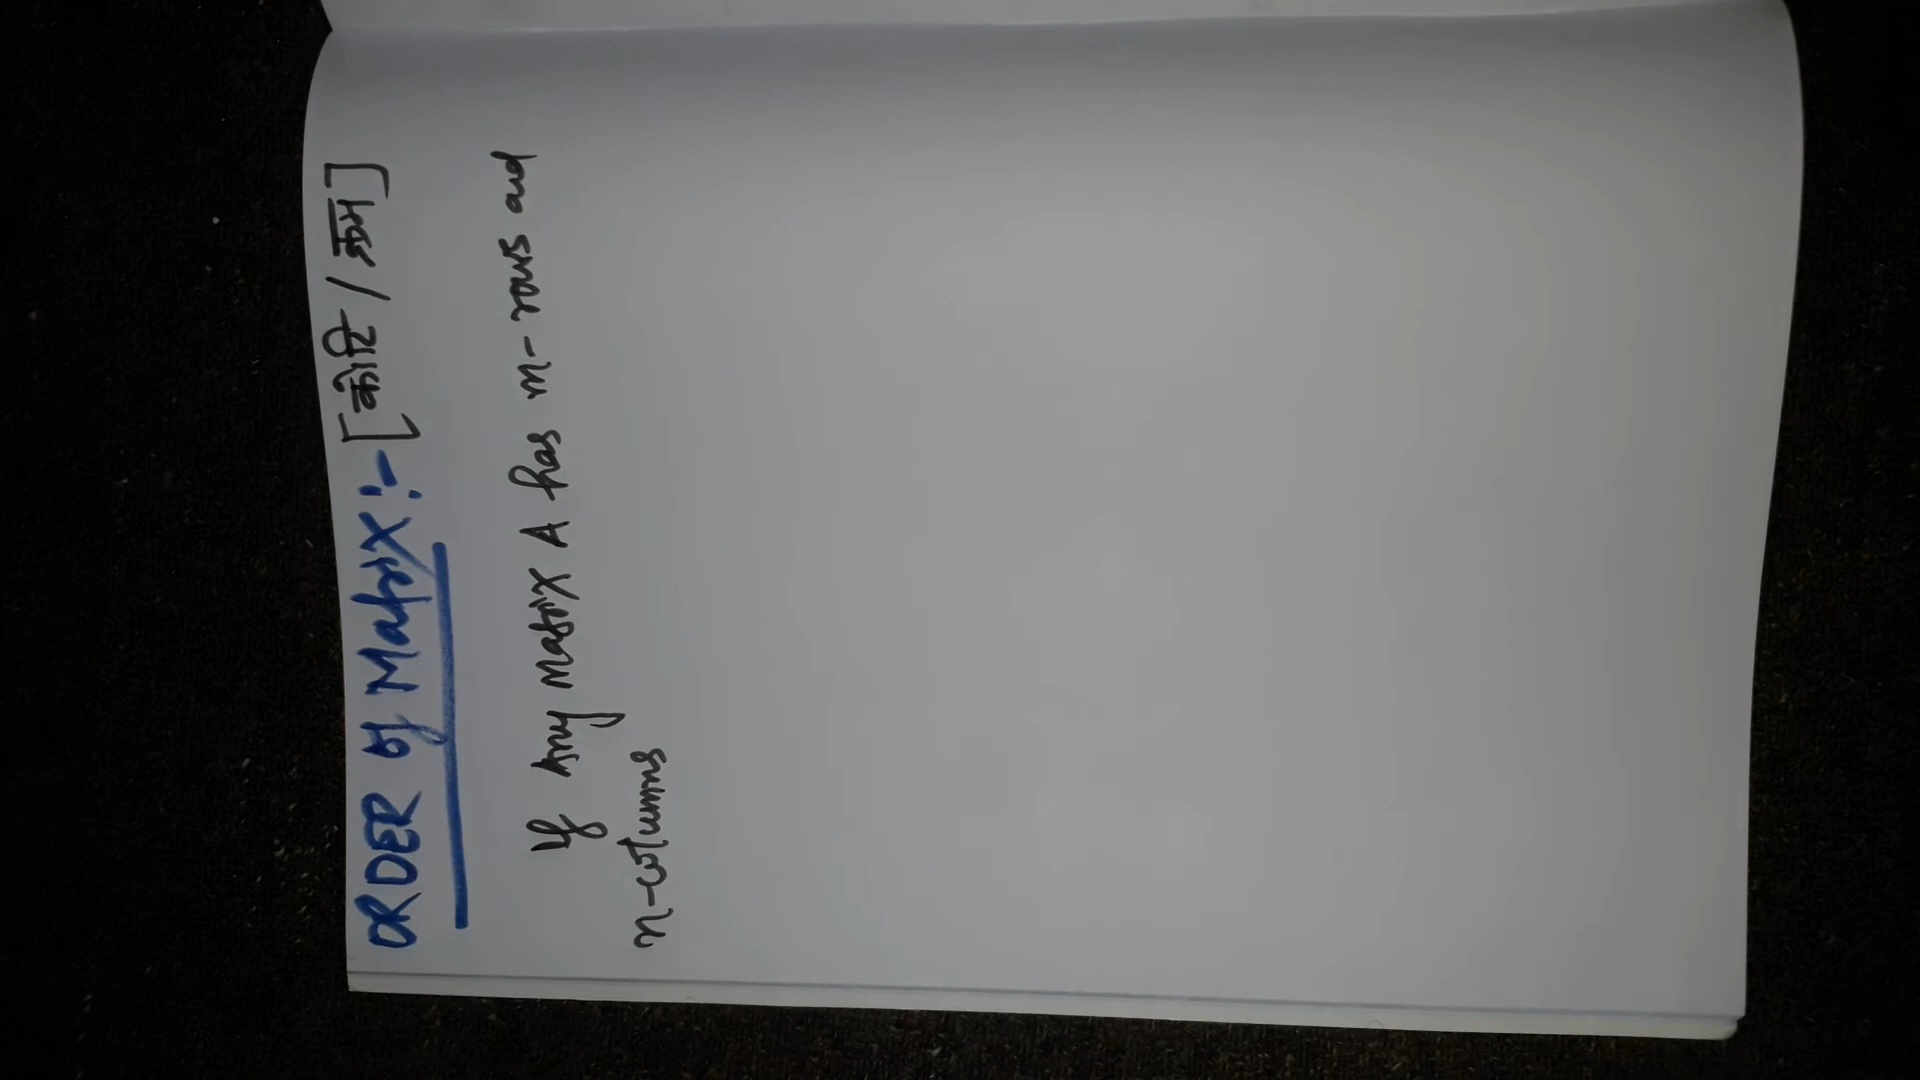 ORDER of Matrix :- [कोटि / क्रम]
If Any Matrix A has m-rows and
n-columns